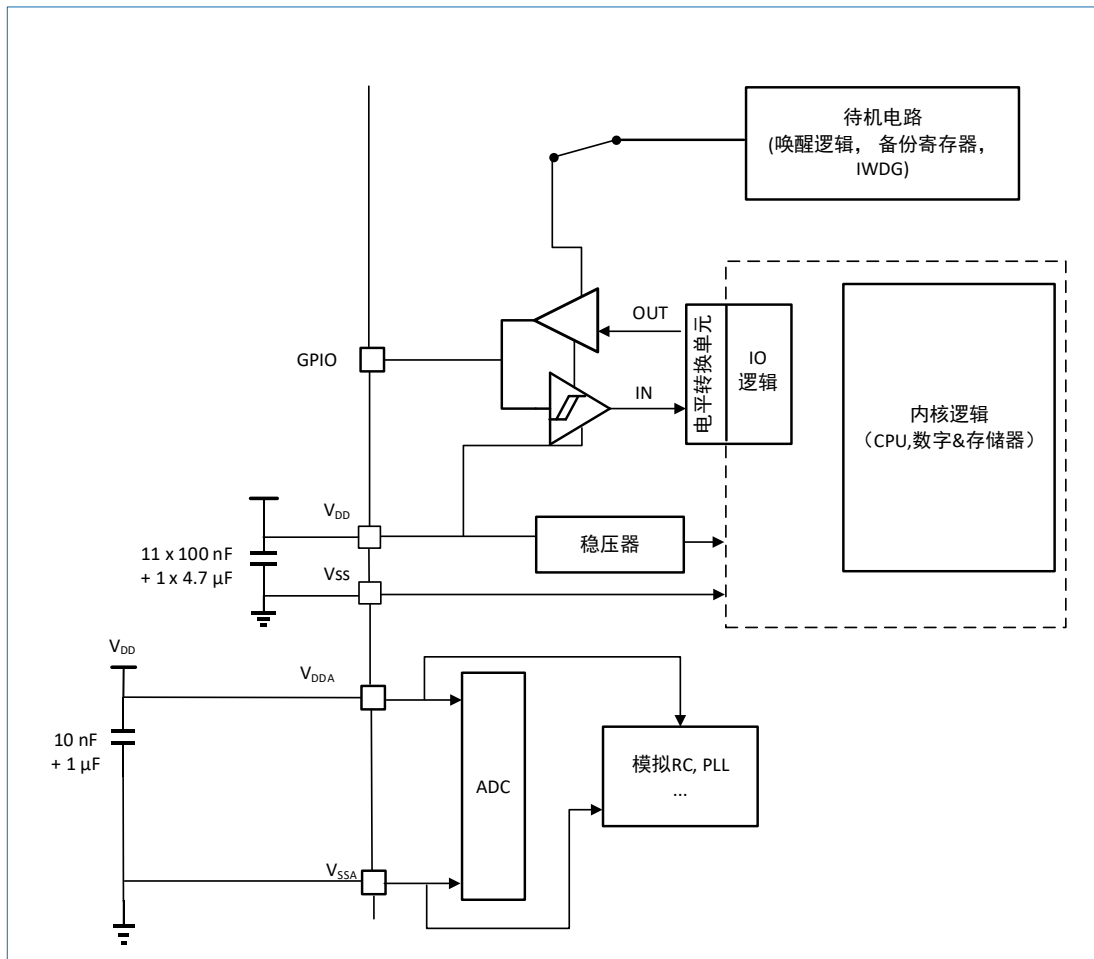 待机电路
(唤醒逻辑， 备份寄存器，
IWDG)
OUT
GPIO
电平转换单元
IO
逻辑
IN
内核逻辑
（CPU,数字&存储器）
VDD
稳压器
11 x 100 nF
+ 1 x 4.7 µF
VSS
VDD
VDDA
10 nF
+ 1 µF
ADC
模拟RC, PLL
...
VSSA